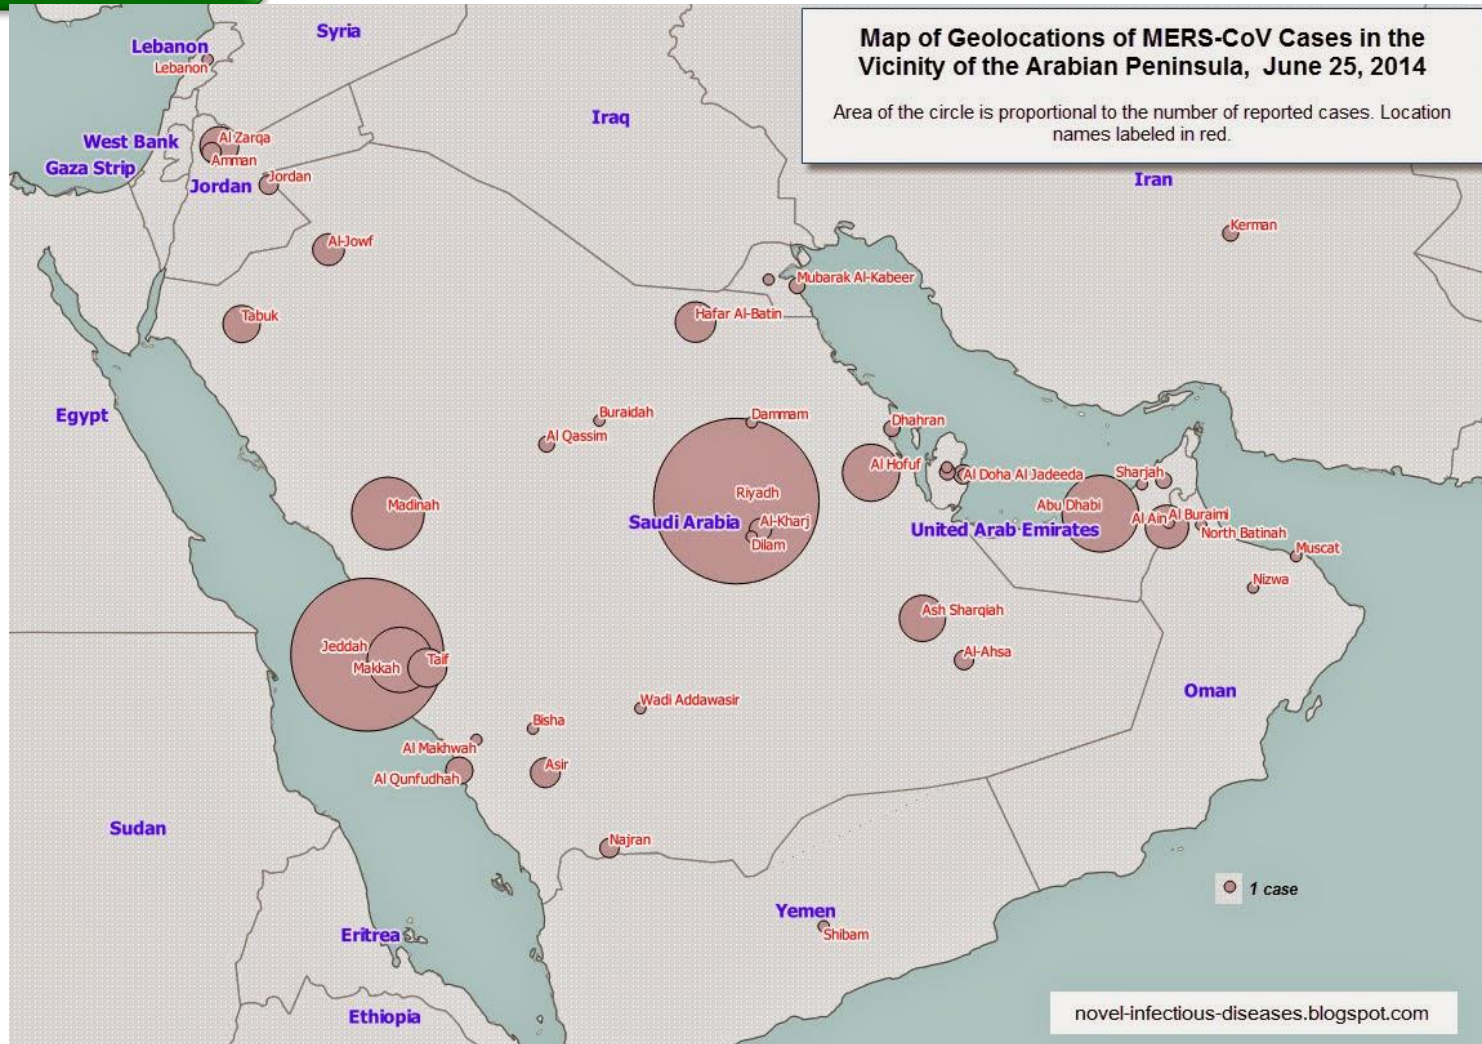 Map of Geolocations of MERS-CoV Cases in the
Vicinity of the Arabian Peninsula, June 25, 2014
Area of the circle is proportional to the number of reported cases. Location
names labeled in red.
Syria
Lebanon
Lebanon
Iraq
West Bank
Al Zarqa
Amman
Gaza Strip
Jordan
Jordan
Iran
Kerman
Al-Jowf
Mubarak Al-Kabeer
Tabuk
Hafar Al-Batin
Egypt
Buraidah
Dammam
Dhahran
Al Qassim
Al Hofuf
Al Doha Al Jadeeda
Sharjah
Riyadh
Madinah
Abu Dhabi
Saudi Arabia
Al-Kharj
Dilam
United Arab Emirates
Al Ain
Al Buraimi
North Batinah
Muscat
Nizwa
Ash Sharqiah
Al-Ahsa
Jeddah
Makkah
Taif
Oman
Wadi Addawasir
Bisha
Al Makhwah
Al Qunfudhah
Asir
Sudan
Najran
1 case
Yemen
Shibam
Eritrea
Ethiopia
novel-infectious-diseases.blogspot.com